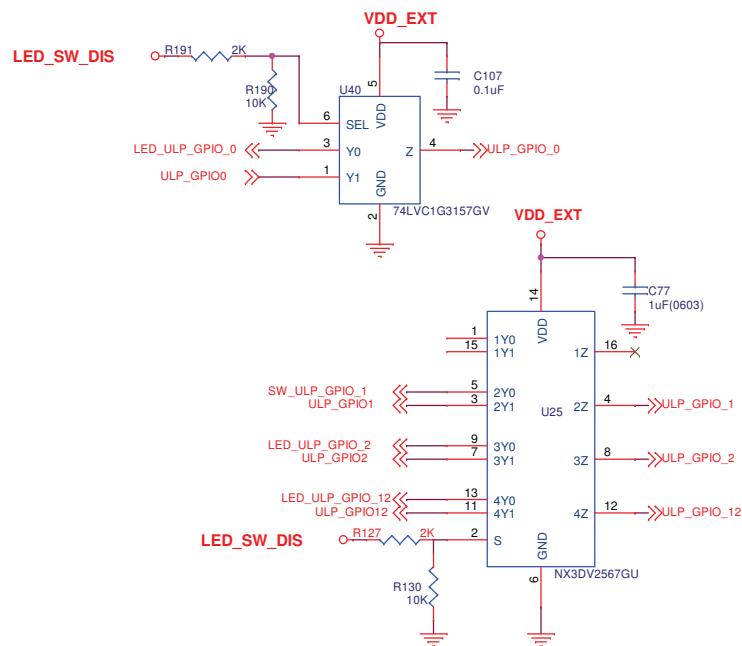 VDD_EXT
LED_SW_DIS R191 2K
R190
10K
U40
C107
0.1uF
5
VDD
6 SEL
LED_ULP_GPIO_0 3 Y0 Z 4 ULP_GPIO_0
ULP_GPIO0 1 Y1
GND
2
74LVC1G3157GV
VDD_EXT
14
VDD
C77
1uF(0603)
1 1Y0
15 1Y1 1Z 16
SW_ULP_GPIO_1 5 2Y0
ULP_GPIO1 3 2Y1 U25 2Z 4 ULP_GPIO_1
LED_ULP_GPIO_2 9 3Y0
ULP_GPIO2 7 3Y1 3Z 8 ULP_GPIO_2
LED_ULP_GPIO_12 13 4Y0
ULP_GPIO12 11 4Y1 4Z 12 ULP_GPIO_12
LED_SW_DIS R127 2K 2 S
GND
6
NX3DV2567GU
R130
10K